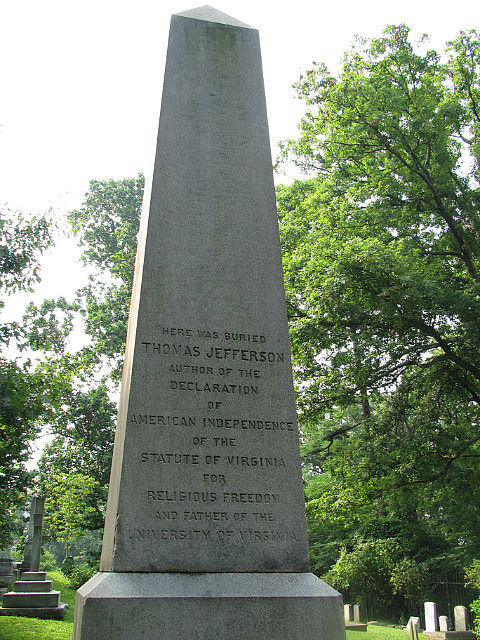 HERE WAS BURIED
THOMAS JEFFERSON
AUTHOR OF THE
DECLARATION
OF
AMERICAN INDEPENDENCE
OF THE
STATUTE OF VIRGINIA
FOR
RELIGIOUS FREEDOM
AND FATHER OF THE
UNIVERSITY OF VIRGINIA